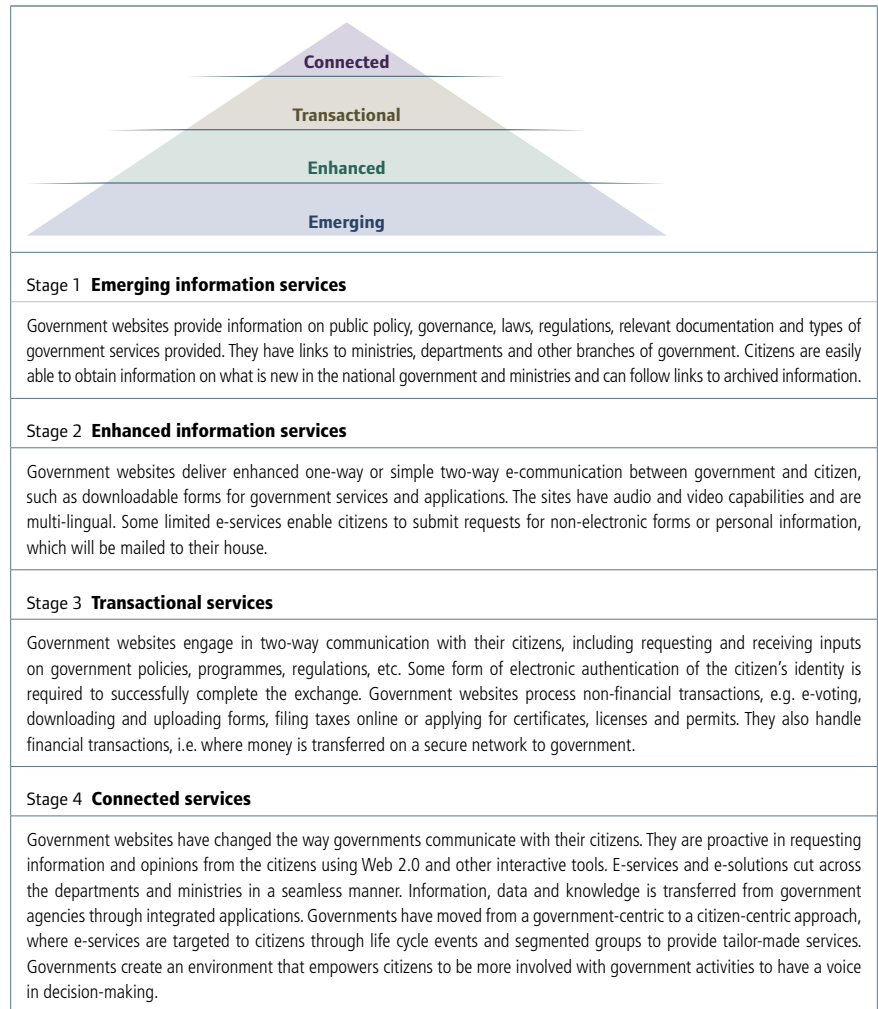 Connected
Transactional
Enhanced
Emerging
Stage 1 Emerging information services
Government websites provide information on public policy, governance, laws, regulations, relevant documentation and types of
government services provided. They have links to ministries, departments and other branches of government. Citizens are easily
able to obtain information on what is new in the national government and ministries and can follow links to archived information.
Stage 2 Enhanced information services
Government websites deliver enhanced one-way or simple two-way e-communication between government and citizen,
such as downloadable forms for government services and applications. The sites have audio and video capabilities and are
multi-lingual. Some limited e-services enable citizens to submit requests for non-electronic forms or personal information,
which will be mailed to their house.
Stage 3 Transactional services
Government websites engage in two-way communication with their citizens, including requesting and receiving inputs
on government policies, programmes, regulations, etc. Some form of electronic authentication of the citizen's identity is
required to successfully complete the exchange. Government websites process non-financial transactions, e.g. e-voting,
downloading and uploading forms, filing taxes online or applying for certificates, licenses and permits. They also handle
financial transactions, i.e. where money is transferred on a secure network to government.
Stage 4 Connected services
Government websites have changed the way governments communicate with their citizens. They are proactive in requesting
information and opinions from the citizens using Web 2.0 and other interactive tools. E-services and e-solutions cut across
the departments and ministries in a seamless manner. Information, data and knowledge is transferred from government
agencies through integrated applications. Governments have moved from a government-centric to a citizen-centric approach,
where e-services are targeted to citizens through life cycle events and segmented groups to provide tailor-made services.
Governments create an environment that empowers citizens to be more involved with government activities to have a voice
in decision-making.